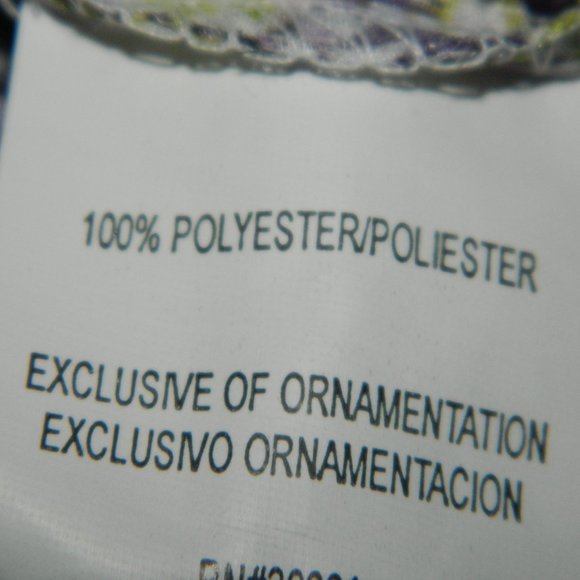 100% POLYESTER/POLIESTER
EXCLUSIVE OF ORNAMENTATION
EXCLUSIVO ORNAMENTACION